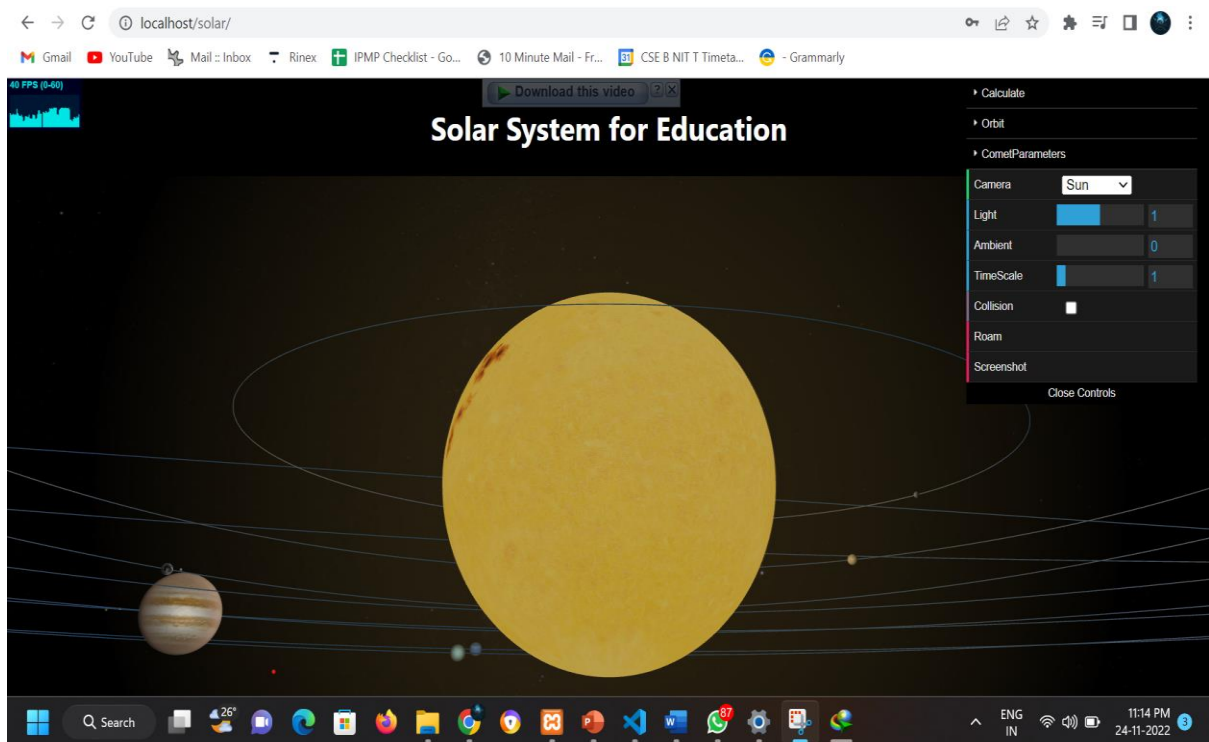 localhost/solar/
Gmail YouTube Mail :: Inbox Rinex IPMP Checklist - Go... 10 Minute Mail - Fr... 31 CSE B NIT T Timeta... - Grammarly
40 FPS (0-60)
Download this video ? X
Solar System for Education
Calculate
Orbit
CometParameters
Camera Sun
Light 1
Ambient 0
TimeScale 1
Collision
Roam
Screenshot
Close Controls
Search 26° 87 ENG IN 11:14 PM 24-11-2022 3